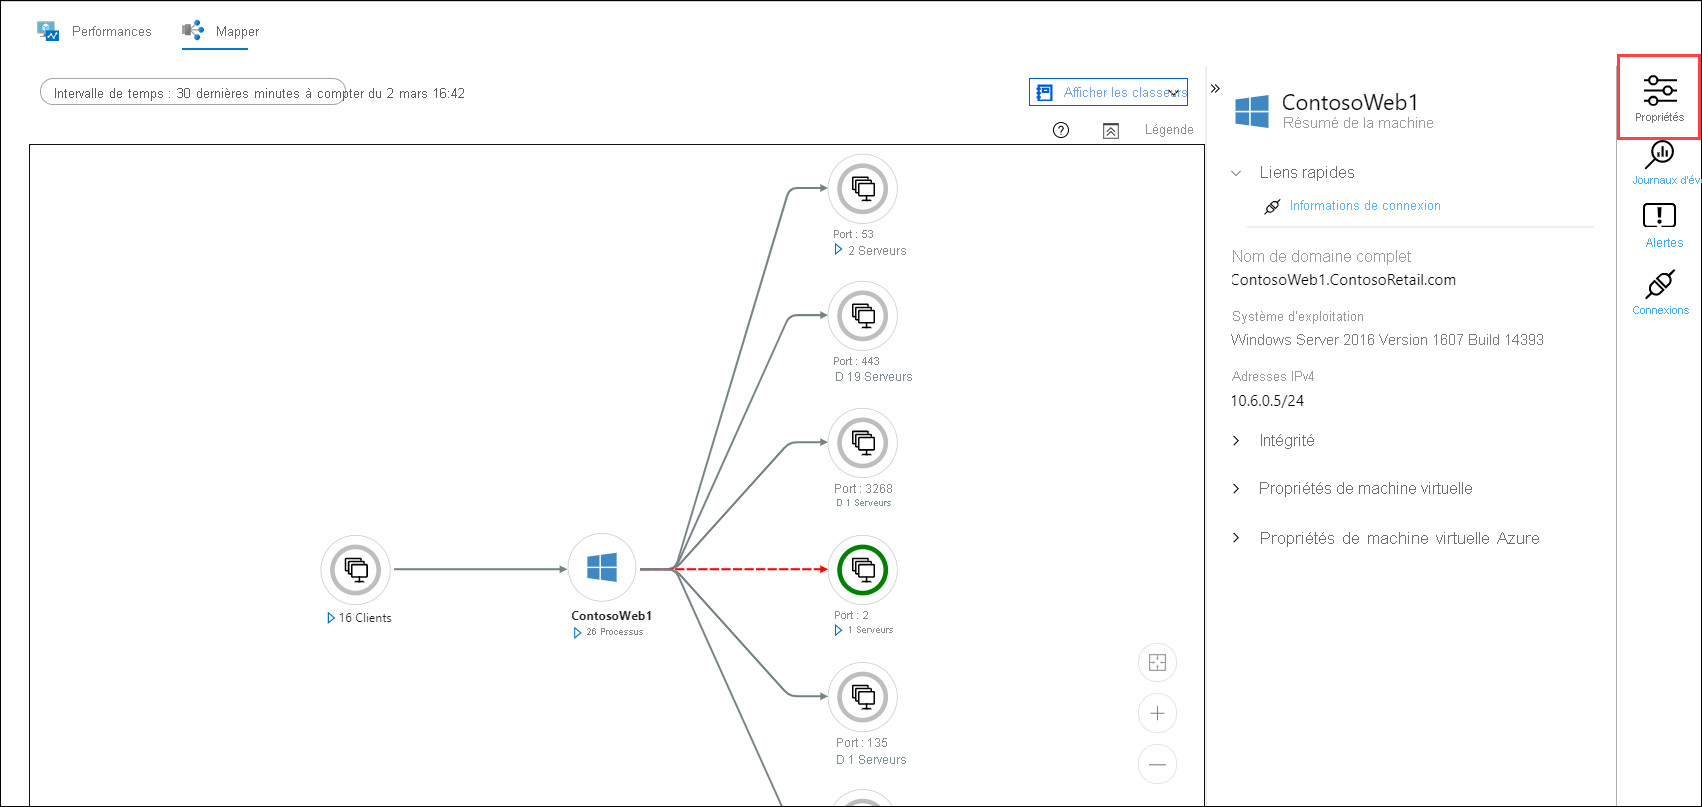 Performances
Mapper
Intervalle de temps : 30 dernières minutes à compter du 2 mars 16:42
Afficher les classeurs
Légende
Port : 53
2 Serveurs
Port : 443
D 19 Serveurs
Port : 3268
D 1 Serveurs
16 Clients
ContosoWeb1
26 Processus
Port : 2
1 Serveurs
Port : 135
D 1 Serveurs
ContosoWeb1
Résumé de la machine
Liens rapides
Informations de connexion
Nom de domaine complet
ContosoWeb1.ContosoRetail.com
Système d'exploitation
Windows Server 2016 Version 1607 Build 14393
Adresses IPv4
10.6.0.5/24
Intégrité
Propriétés de machine virtuelle
Propriétés de machine virtuelle Azure
Propriétés
Journaux d'év
Alertes
Connexions